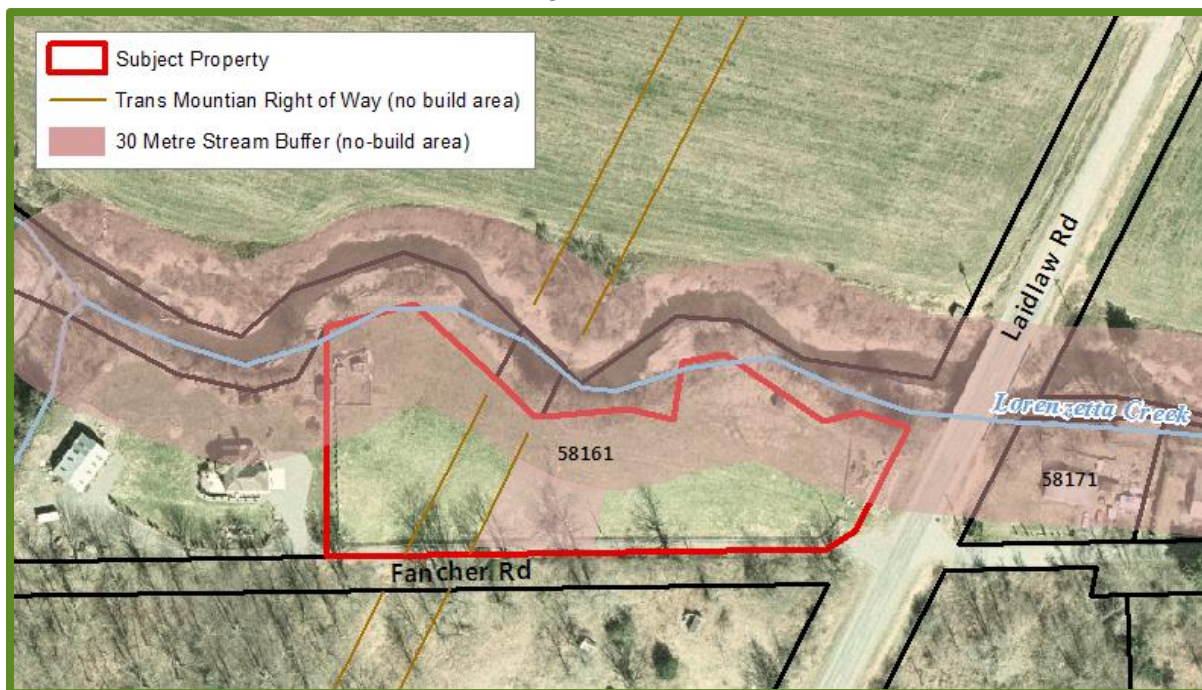 Subject Property
Trans Mountian Right of Way (no build area)
30 Metre Stream Buffer (no-build area)
Laidlaw Rd
Lorenzetta Creek
58161
58171
Fancher Rd